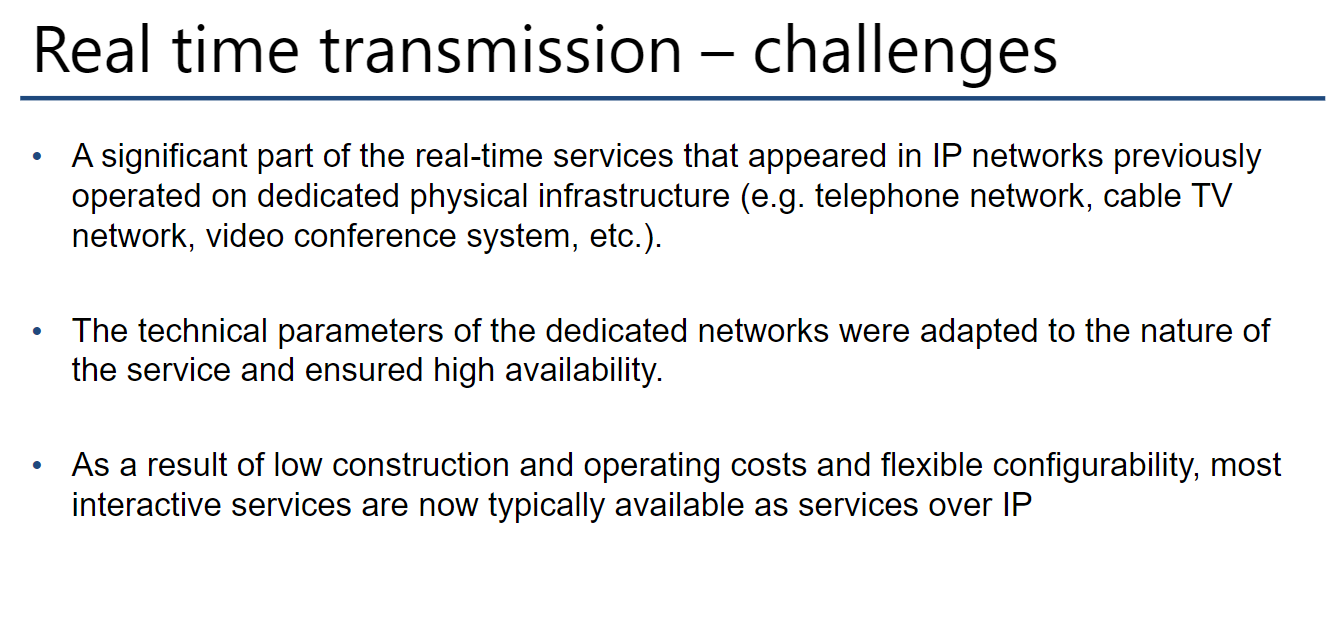 Real time transmission – challenges
• A significant part of the real-time services that appeared in IP networks previously
operated on dedicated physical infrastructure (e.g. telephone network, cable TV
network, video conference system, etc.).
• The technical parameters of the dedicated networks were adapted to the nature of
the service and ensured high availability.
• As a result of low construction and operating costs and flexible configurability, most
interactive services are now typically available as services over IP